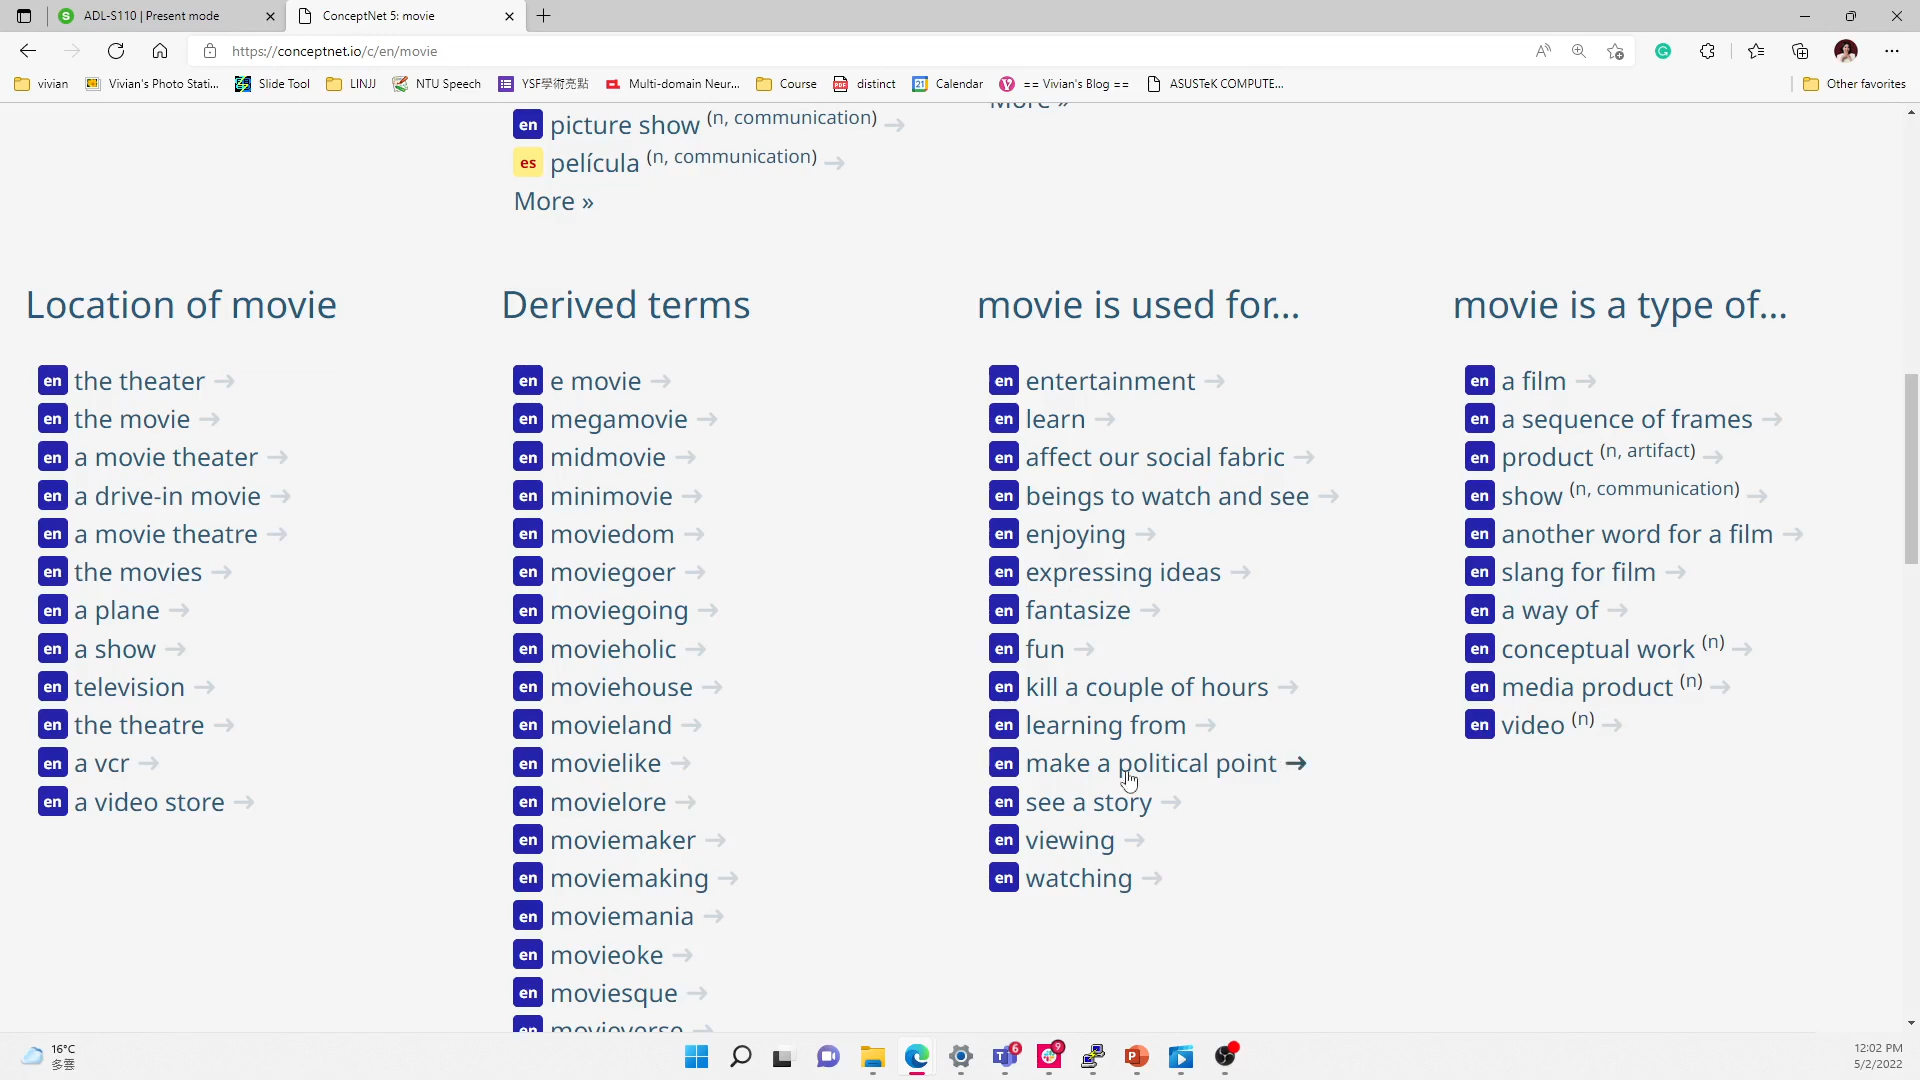 ADL-S110 | Present mode
ConceptNet 5: movie
https://conceptnet.io/c/en/movie
vivian
Vivian's Photo Stati...
Slide Tool
LINJJ
NTU Speech
YSF學術亮點
Multi-domain Neur...
Course
distinct
Calendar
== Vivian's Blog ==
ASUSTeK COMPUTE...
Other favorites
More »
en picture show (n, communication) →
es película (n, communication) →
More »
Location of movie
en the theater →
en the movie →
en a movie theater →
en a drive-in movie →
en a movie theatre →
en the movies →
en a plane →
en a show →
en television →
en the theatre →
en a vcr →
en a video store →
Derived terms
en e movie →
en megamovie →
en midmovie →
en minimovie →
en moviedom →
en moviegoer →
en moviegoing →
en movieholic →
en moviehouse →
en movieland →
en movielike →
en movielore →
en moviemaker →
en moviemaking →
en moviemania →
en movieoke →
en moviesque →
en movieverse →
movie is used for...
en entertainment →
en learn →
en affect our social fabric →
en beings to watch and see →
en enjoying →
en expressing ideas →
en fantasize →
en fun →
en kill a couple of hours →
en learning from →
en make a political point →
en see a story →
en viewing →
en watching →
movie is a type of...
en a film →
en a sequence of frames →
en product (n, artifact) →
en show (n, communication) →
en another word for a film →
en slang for film →
en a way of →
en conceptual work (n) →
en media product (n) →
en video (n) →
16°C
多雲
6
9
12:02 PM
5/2/2022